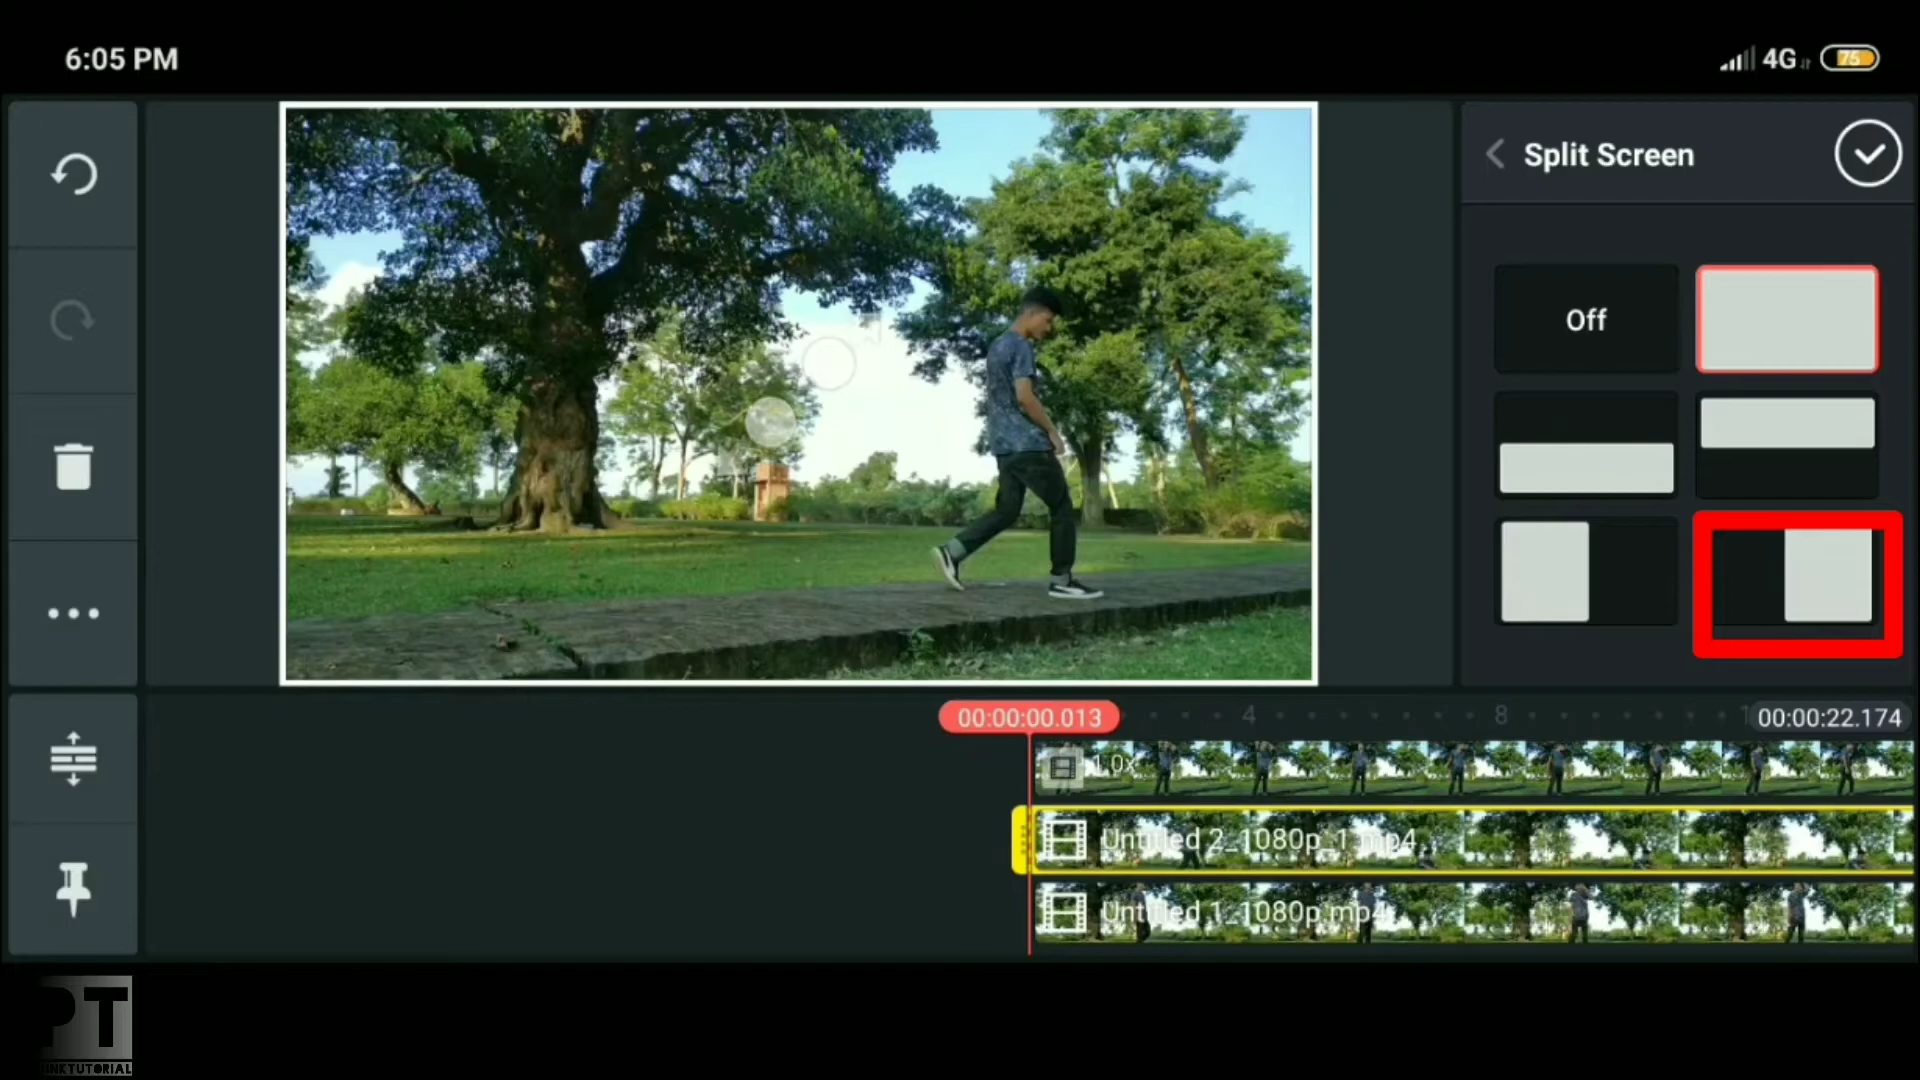 6:05 PM
4G
75
Split Screen
Off
00:00:00.013
4
8
00:00:22.174
1.0x
Untitled 2_1080p_1.mp4
Untitled 1_1080p.mp4
PT